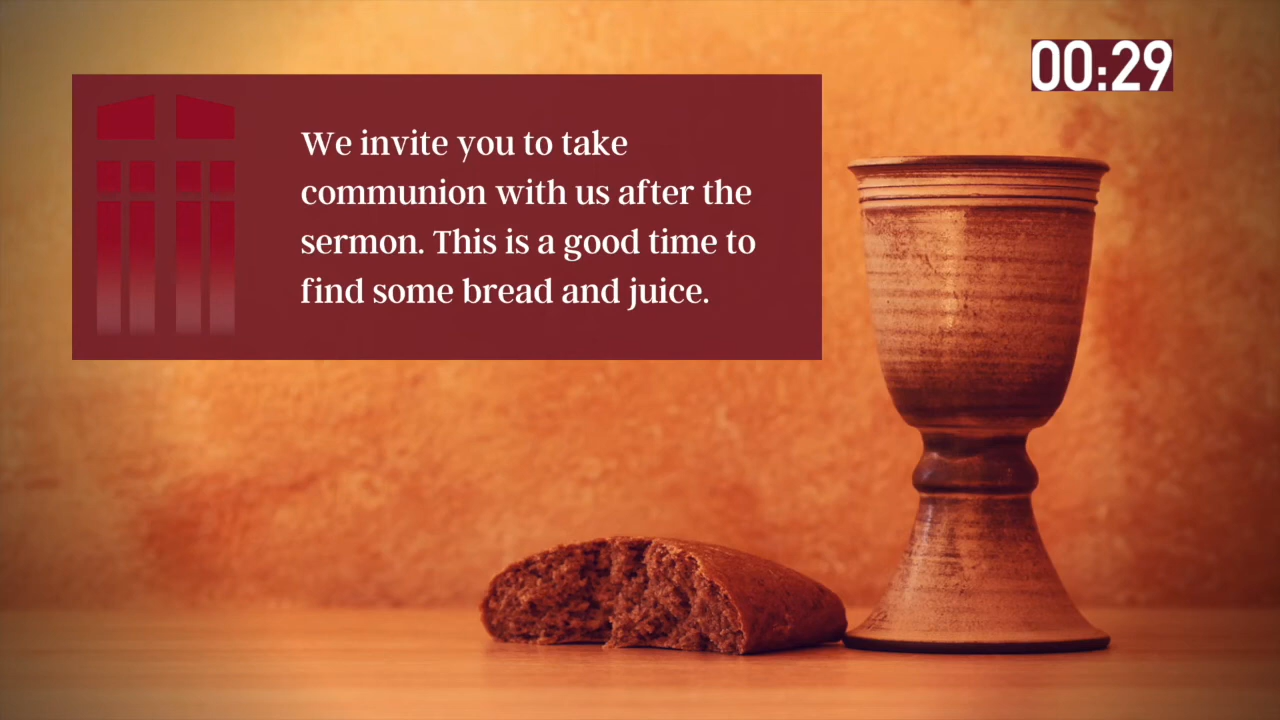 00:29
We invite you to take
communion with us after the
sermon. This is a good time to
find some bread and juice.